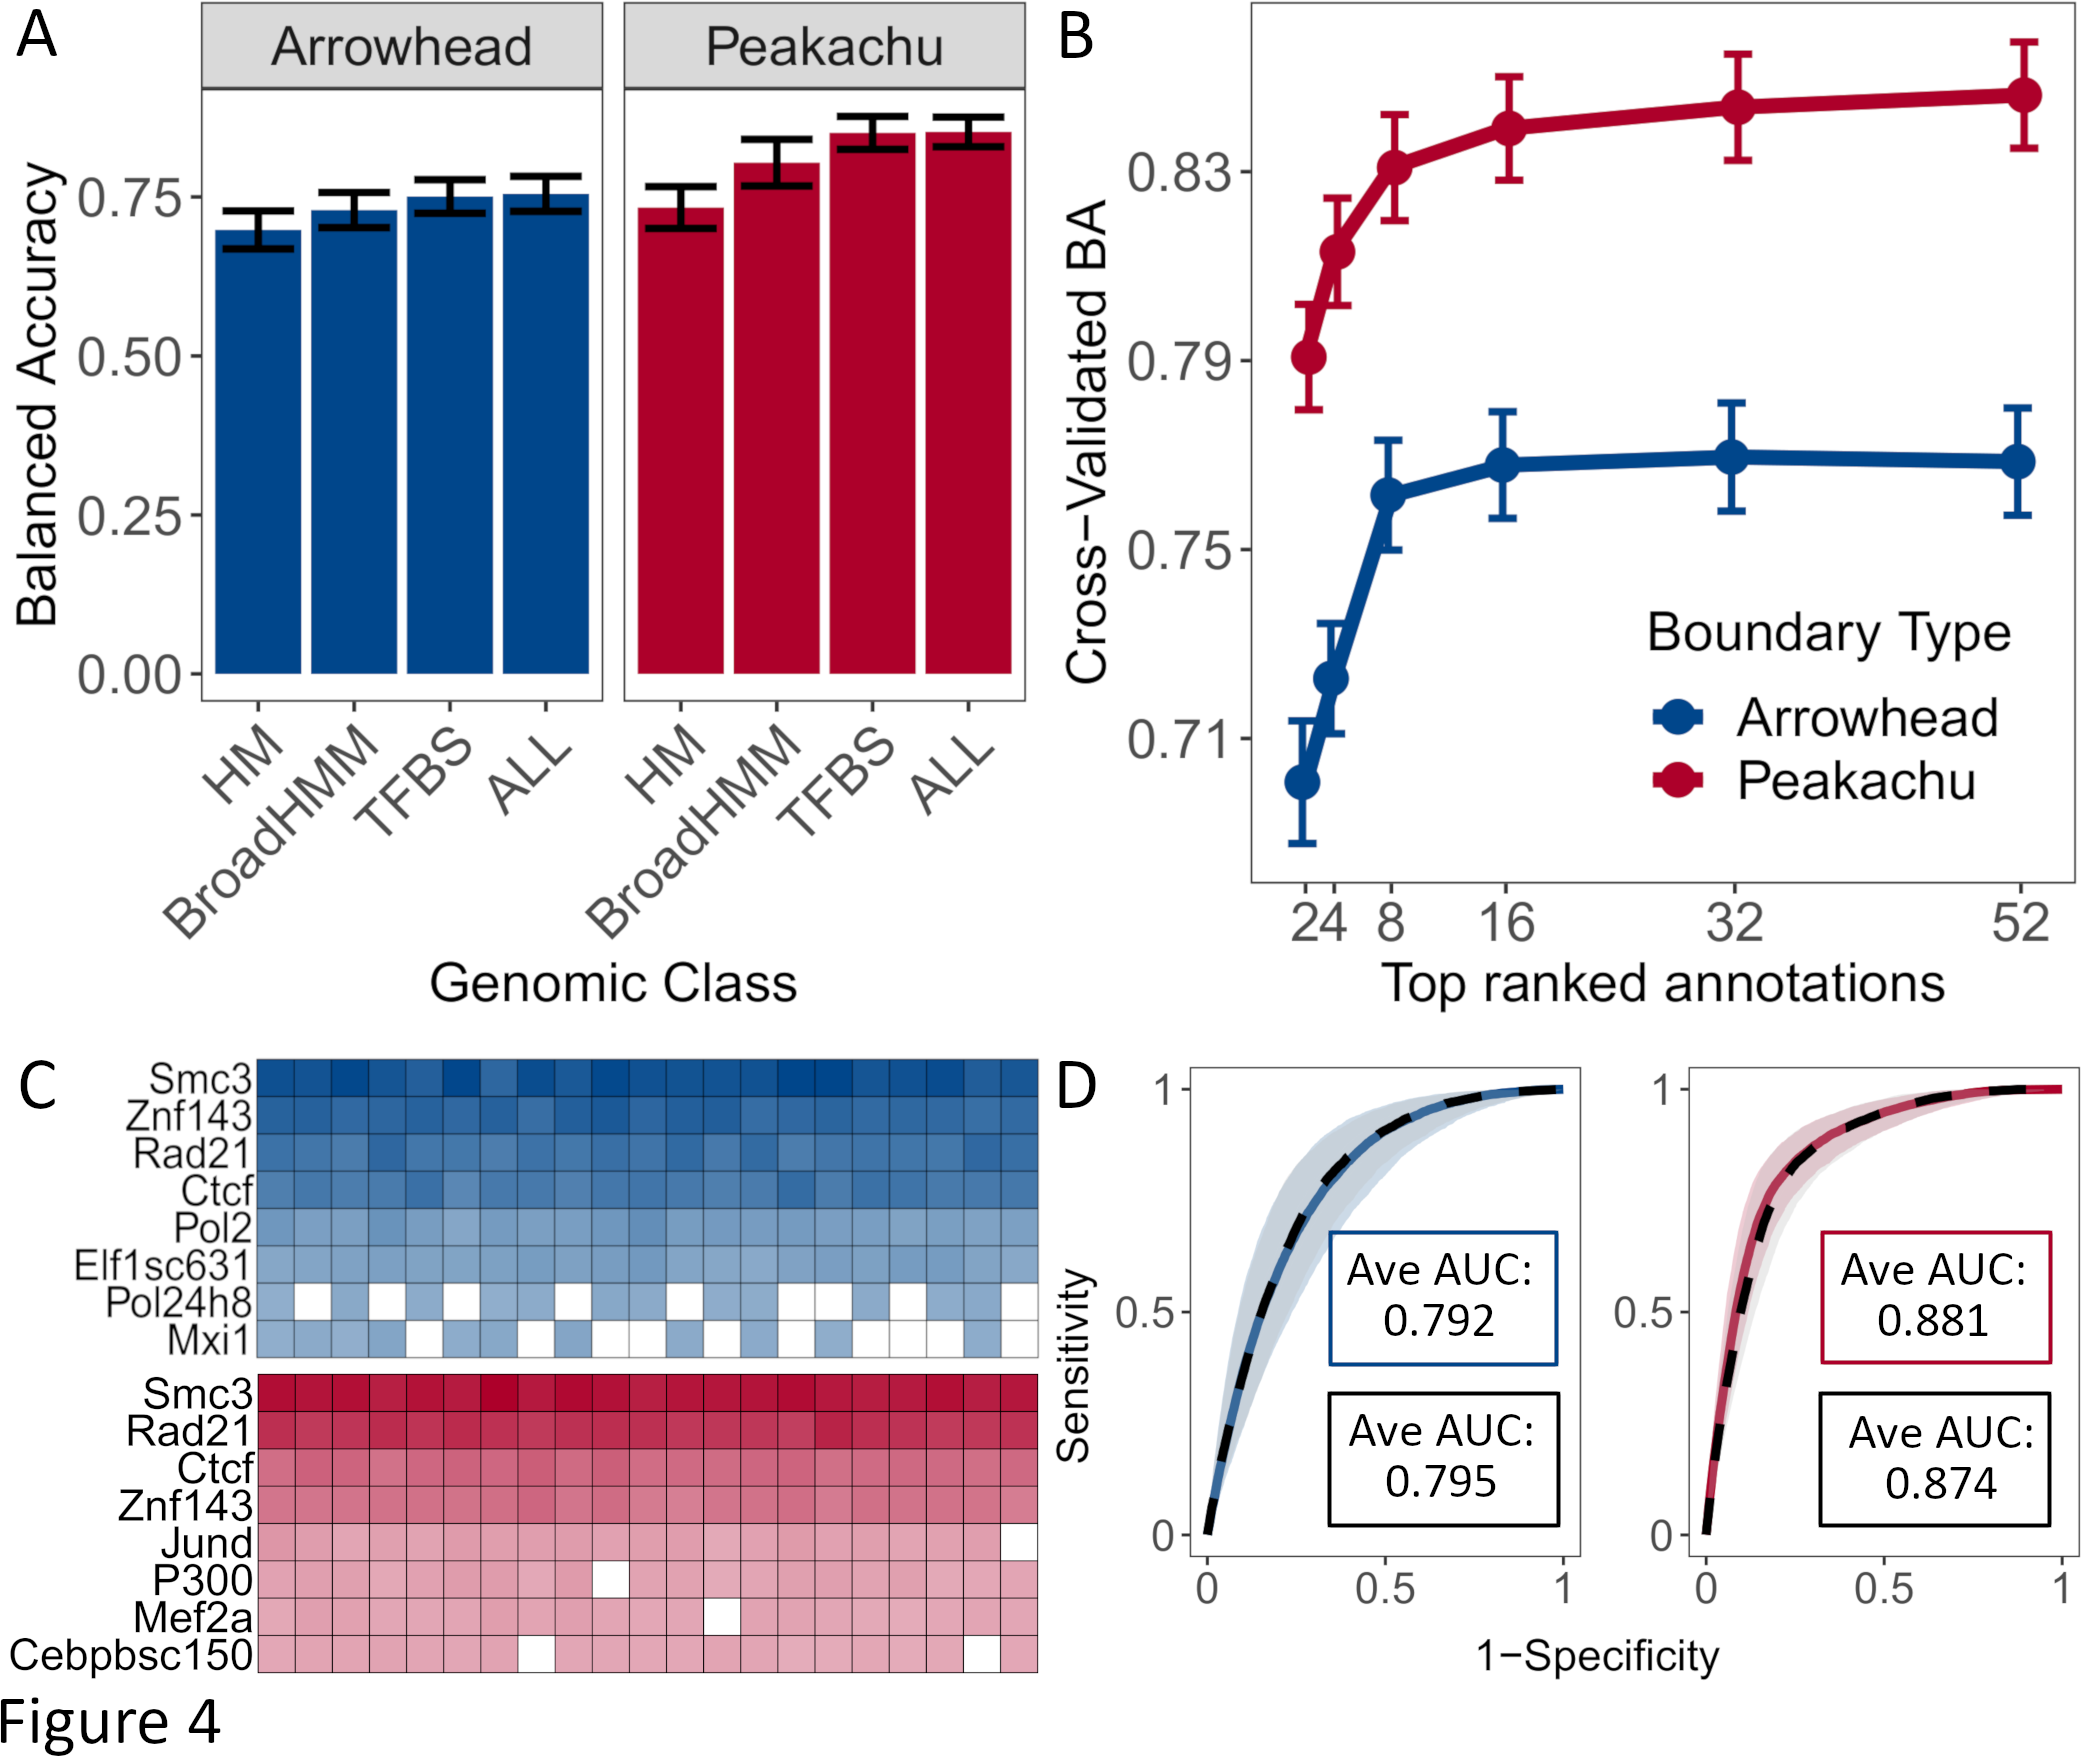 A
Arrowhead
Peakachu
Balanced Accuracy
0.75
0.50
0.25
0.00
HM
BroadHMM
TFBS
ALL
HM
BroadHMM
TFBS
ALL
Genomic Class
B
Cross-Validated BA
0.83
0.79
0.75
0.71
Boundary Type
Arrowhead
Peakachu
2 4 8 16 32 52
Top ranked annotations
C
Smc3
Znf143
Rad21
Ctcf
Pol2
Elf1sc631
Pol24h8
Mxi1
Smc3
Rad21
Ctcf
Znf143
Jund
P300
Mef2a
Cebpbsc150
D
Sensitivity
1
0.5
0
Ave AUC:
0.792
Ave AUC:
0.795
0 0.5 1
1
0.5
0
Ave AUC:
0.881
Ave AUC:
0.874
0 0.5 1
1−Specificity
Figure 4